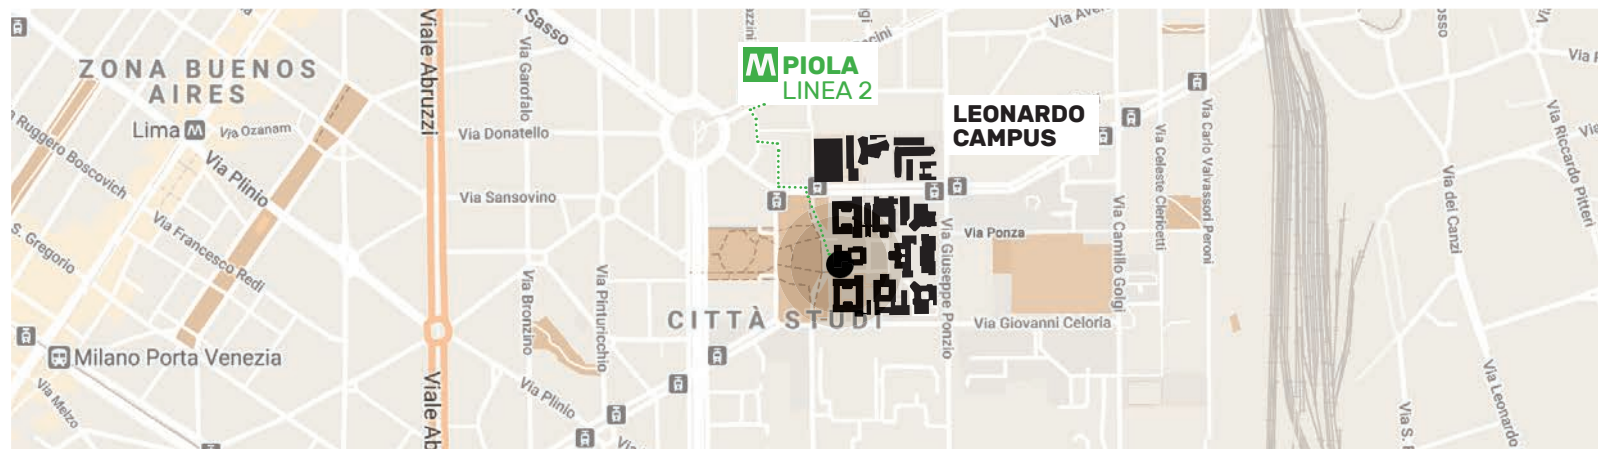 ZONA BUENOS
AIRES
Lima
Via Ozanam
Via Plinio
Ruggero Boscovich
S. Gregorio
Via Francesco Redi
Milano Porta Venezia
Via Melzo
Viale Abruzzi
Viale Ab
Sasso
Via Garofalo
Via Donatello
Via Sansovino
Via Bronzino
Via Pinturicchio
Via Plinio
M PIOLA
LINEA 2
LEONARDO
CAMPUS
CITTÀ STUDI
Via Giuseppe Ponzio
Via Ponza
Via Giovanni Celoria
Via Camillo Golgi
Via Celeste Clericetti
Via Carlo Valvassori Peroni
Via dei Canzi
Via Riccardo Pitteri
Via Leonardo
Via S.